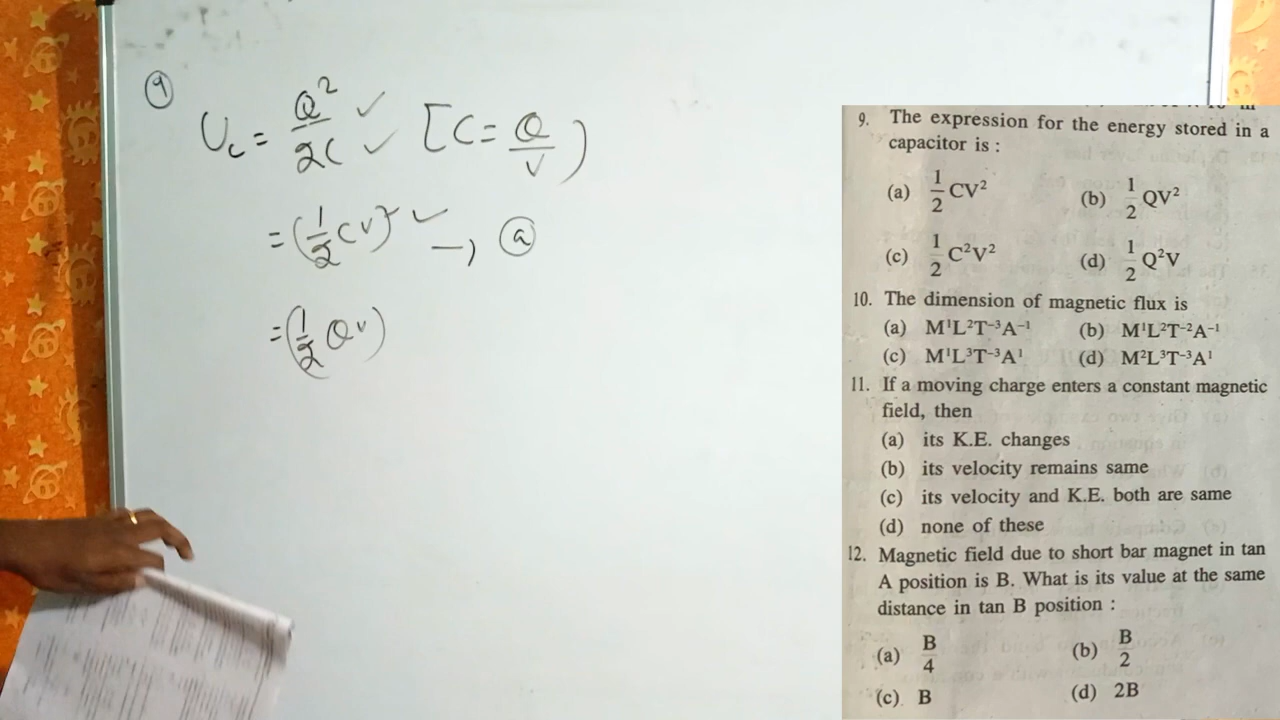 9
U_c = Q²/2C ✓ ✓ [C = Q/V)
= (1/2 CV)² ✓ → ⓐ
= (1/2 QV)
9. The expression for the energy stored in a
capacitor is :
(a) 1/2 CV² (b) 1/2 QV²
(c) 1/2 C²V² (d) 1/2 Q²V
10. The dimension of magnetic flux is
(a) M¹L²T⁻³A⁻¹ (b) M¹L²T⁻²A⁻¹
(c) M¹L³T⁻³A¹ (d) M²L³T⁻³A¹
11. If a moving charge enters a constant magnetic
field, then
(a) its K.E. changes
(b) its velocity remains same
(c) its velocity and K.E. both are same
(d) none of these
12. Magnetic field due to short bar magnet in tan
A position is B. What is its value at the same
distance in tan B position :
(a) B/4 (b) B/2
(c) B (d) 2B